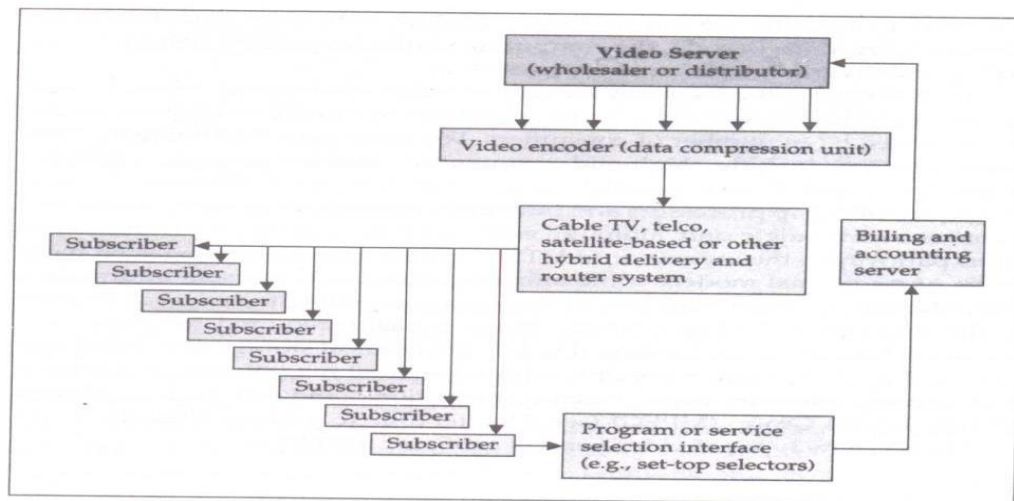 Video Server
(wholesaler or distributor)
Video encoder (data compression unit)
Cable TV, telco,
satellite-based or other
hybrid delivery and
router system
Billing and
accounting
server
Subscriber
Subscriber
Subscriber
Subscriber
Subscriber
Subscriber
Subscriber
Subscriber
Program or service
selection interface
(e.g., set-top selectors)